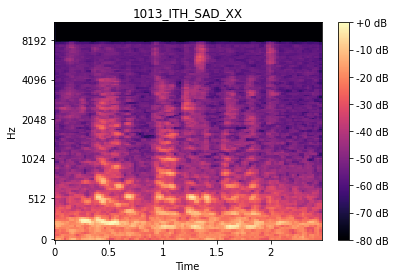 1013_ITH_SAD_XX
+0 dB
8192
-10 dB
4096
-20 dB
-30 dB
2048
Hz
-40 dB
1024
-50 dB
512
-60 dB
-70 dB
0
-80 dB
0 0.5 1 1.5 2
Time